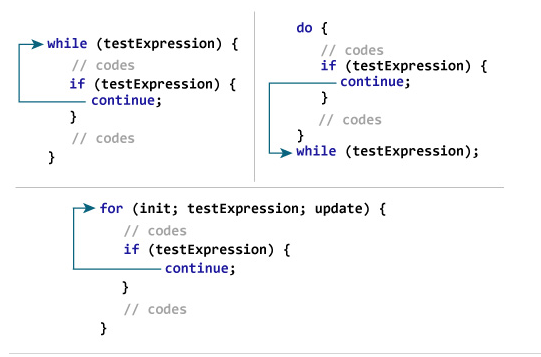 while (testExpression) {
// codes
if (testExpression) {
continue;
}
// codes
}
do {
// codes
if (testExpression) {
continue;
}
// codes
}
while (testExpression);
for (init; testExpression; update) {
// codes
if (testExpression) {
continue;
}
// codes
}